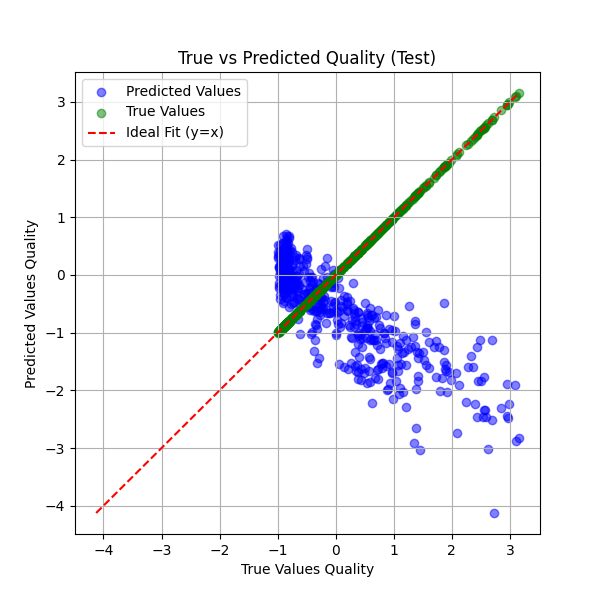 True vs Predicted Quality (Test)
Predicted Values
True Values
Ideal Fit (y=x)
Predicted Values Quality
3
2
1
0
−1
−2
−3
−4
−4 −3 −2 −1 0 1 2 3
True Values Quality